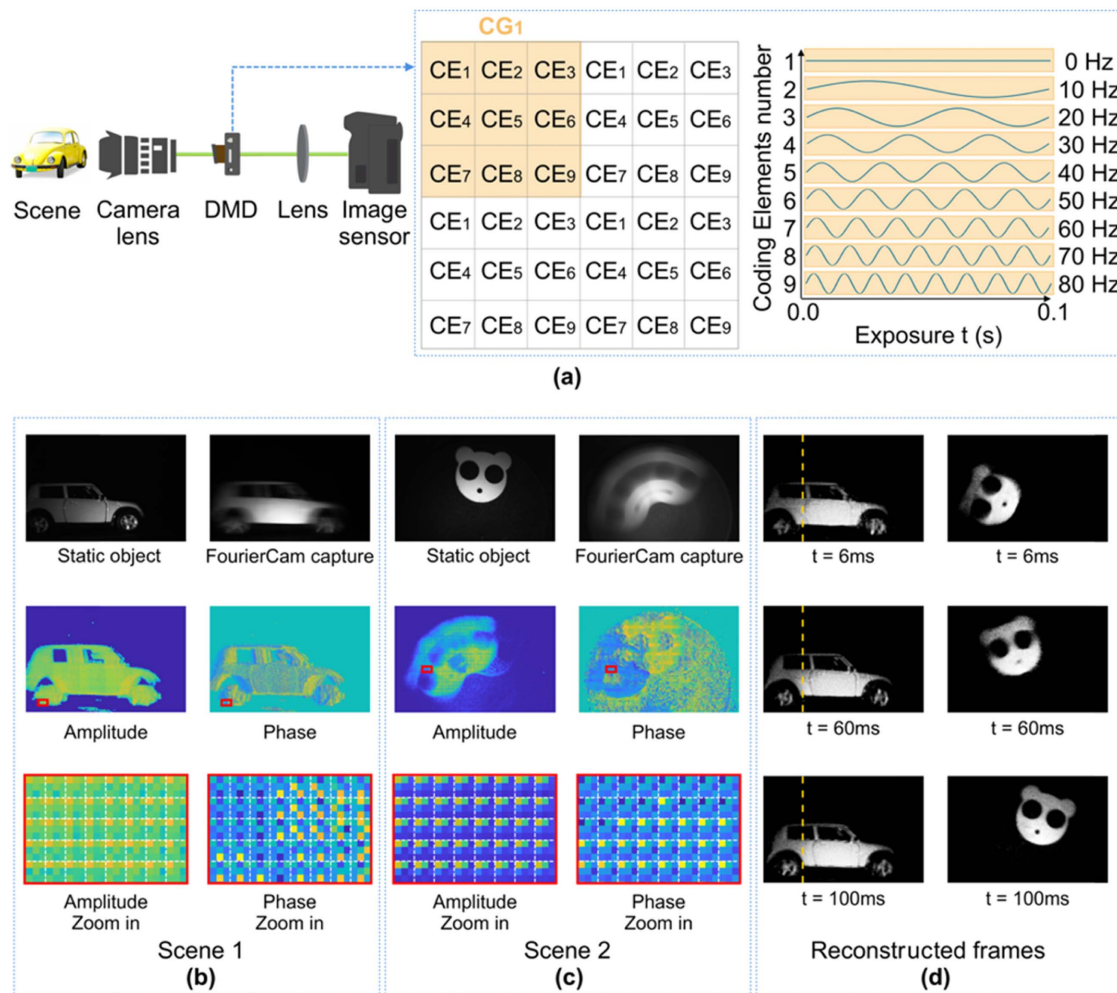 CG1
CE1 CE2 CE3 CE1 CE2 CE3
CE4 CE5 CE6 CE4 CE5 CE6
CE7 CE8 CE9 CE7 CE8 CE9
CE1 CE2 CE3 CE1 CE2 CE3
CE4 CE5 CE6 CE4 CE5 CE6
CE7 CE8 CE9 CE7 CE8 CE9
Scene
Camera
lens
DMD
Lens
Image
sensor
Coding Elements number
1 0 Hz
2 10 Hz
3 20 Hz
4 30 Hz
5 40 Hz
6 50 Hz
7 60 Hz
8 70 Hz
9 80 Hz
0.0 0.1
Exposure t (s)
(a)
Static object FourierCam capture
Amplitude Phase
Amplitude Phase
Zoom in Zoom in
Scene 1
(b)
Static object FourierCam capture
Amplitude Phase
Amplitude Phase
Zoom in Zoom in
Scene 2
(c)
t = 6ms t = 6ms
t = 60ms t = 60ms
t = 100ms t = 100ms
Reconstructed frames
(d)